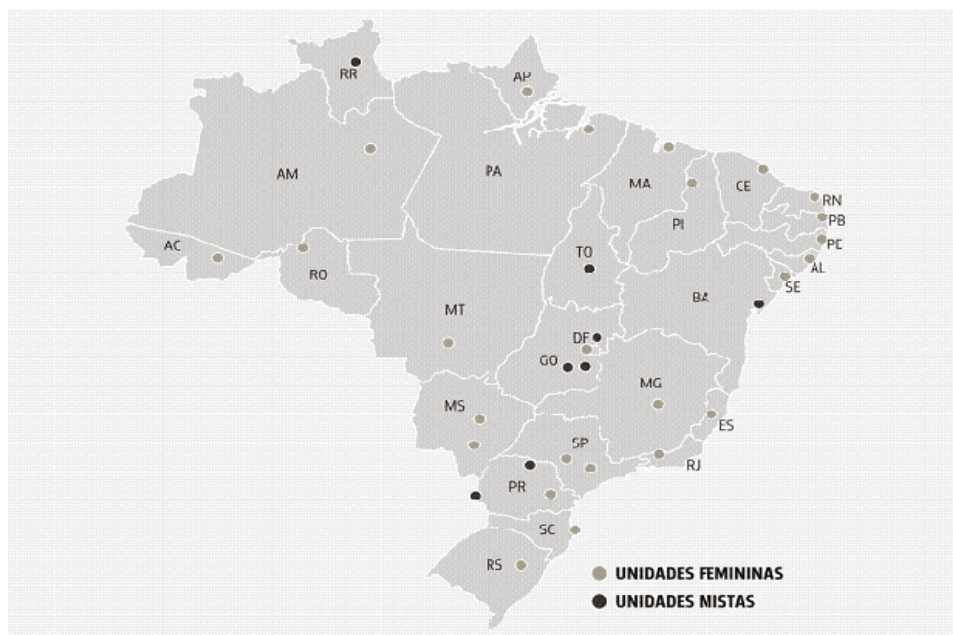 RR
AP
AM
PA
MA
CE
RN
PB
PE
PI
AC
TO
AL
RO
SE
BA
MT
DF
GO
MG
MS
ES
SP
RJ
PR
SC
RS
UNIDADES FEMININAS
UNIDADES NISTAS